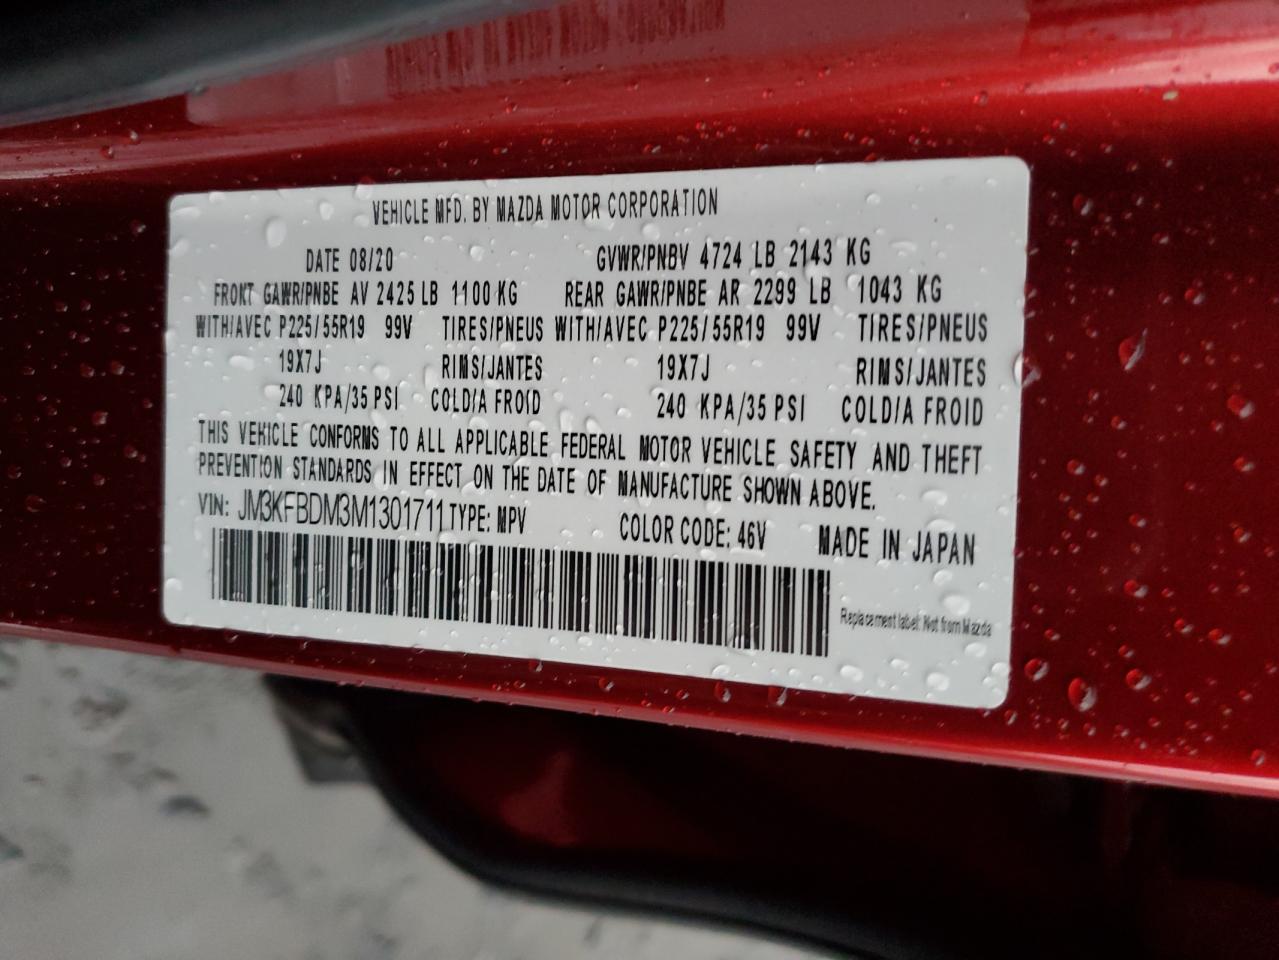 VEHICLE MFD. BY MAZDA MOTOR CORPORATION
DATE 08/20 GVWR/PNBV 4724 LB 2143 KG
FRONT GAWR/PNBE AV 2425 LB 1100 KG REAR GAWR/PNBE AR 2299 LB 1043 KG
WITH/AVEC P225/55R19 99V TIRES/PNEUS WITH/AVEC P225/55R19 99V TIRES/PNEUS
19X7J RIMS/JANTES 19X7J RIMS/JANTES
240 KPA/35 PSI COLD/A FROID 240 KPA/35 PSI COLD/A FROID
THIS VEHICLE CONFORMS TO ALL APPLICABLE FEDERAL MOTOR VEHICLE SAFETY AND THEFT
PREVENTION STANDARDS IN EFFECT ON THE DATE OF MANUFACTURE SHOWN ABOVE.
VIN: JM3KFBDM3M1301711 TYPE: MPV COLOR CODE: 46V MADE IN JAPAN
Replacement label: Not from Mazda